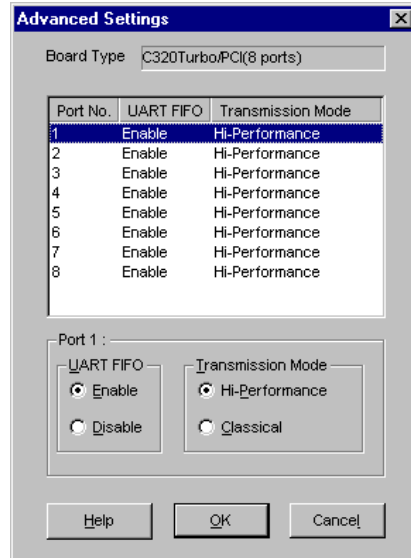 Advanced Settings
Board Type C320Turbo/PCI(8 ports)
Port No. UART FIFO Transmission Mode
1 Enable Hi-Performance
2 Enable Hi-Performance
3 Enable Hi-Performance
4 Enable Hi-Performance
5 Enable Hi-Performance
6 Enable Hi-Performance
7 Enable Hi-Performance
8 Enable Hi-Performance
Port 1 :
UART FIFO Transmission Mode
Enable Hi-Performance
Disable Classical
Help OK Cancel